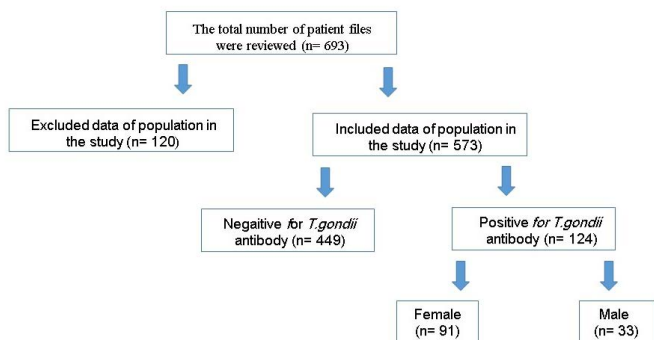 The total number of patient files
were reviewed (n= 693)
Excluded data of population in
the study (n= 120)
Included data of population in
the study (n= 573)
Negaitive for T.gondii
antibody (n= 449)
Positive for T.gondii
antibody (n= 124)
Female
(n= 91)
Male
(n= 33)